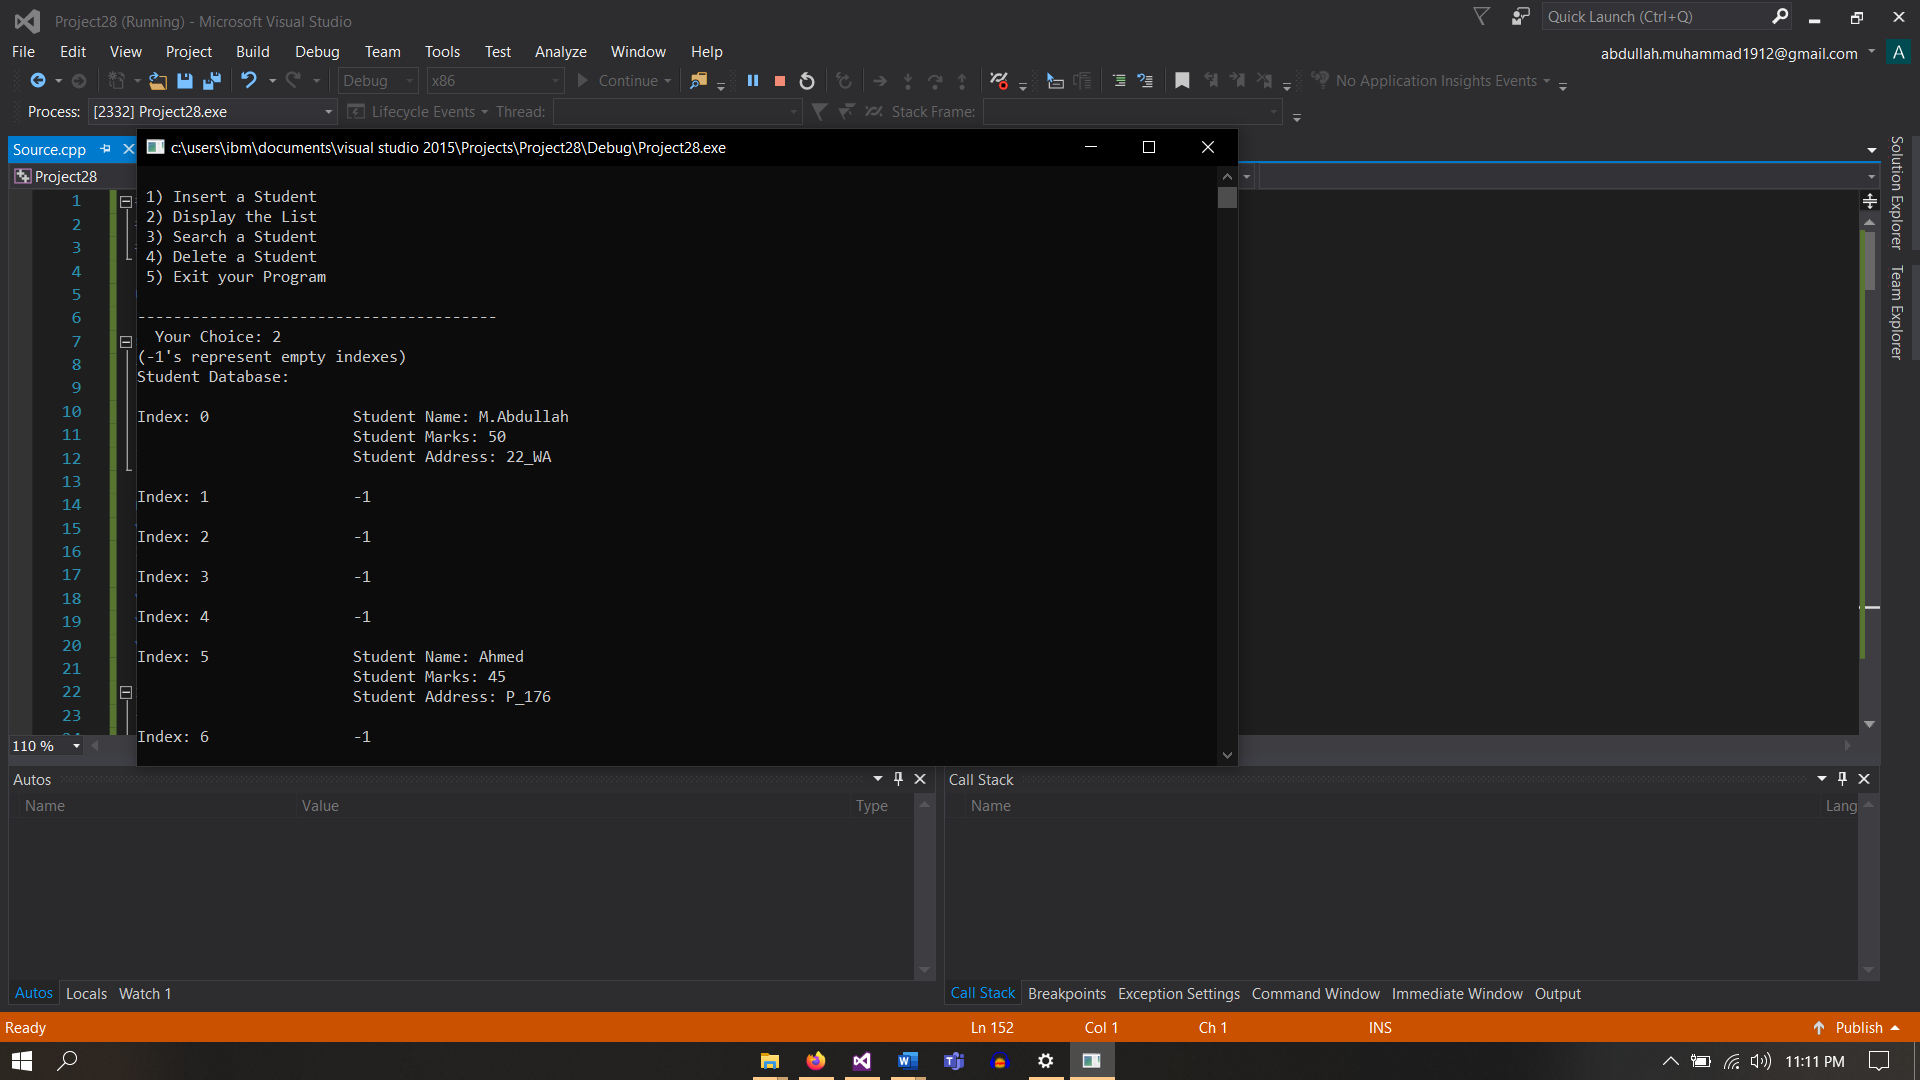 Project28 (Running) - Microsoft Visual Studio
Quick Launch (Ctrl+Q)
File Edit View Project Build Debug Team Tools Test Analyze Window Help
abdullah.muhammad1912@gmail.com A
Debug x86 Continue No Application Insights Events
Process: [2332] Project28.exe Lifecycle Events Thread: Stack Frame:
Source.cpp
c:\users\ibm\documents\visual studio 2015\Projects\Project28\Debug\Project28.exe
Project28
Solution Explorer
Team Explorer
1
2
3
4
5
6
7
8
9
10
11
12
13
14
15
16
17
18
19
20
21
22
23
1) Insert a Student
2) Display the List
3) Search a Student
4) Delete a Student
5) Exit your Program
----------------------------------------
Your Choice: 2
(-1's represent empty indexes)
Student Database:
Index: 0 Student Name: M.Abdullah
Student Marks: 50
Student Address: 22_WA
Index: 1 -1
Index: 2 -1
Index: 3 -1
Index: 4 -1
Index: 5 Student Name: Ahmed
Student Marks: 45
Student Address: P_176
Index: 6 -1
110 %
Autos
Name Value Type
Call Stack
Name Lang
Autos Locals Watch 1
Call Stack Breakpoints Exception Settings Command Window Immediate Window Output
Ready Ln 152 Col 1 Ch 1 INS Publish
11:11 PM